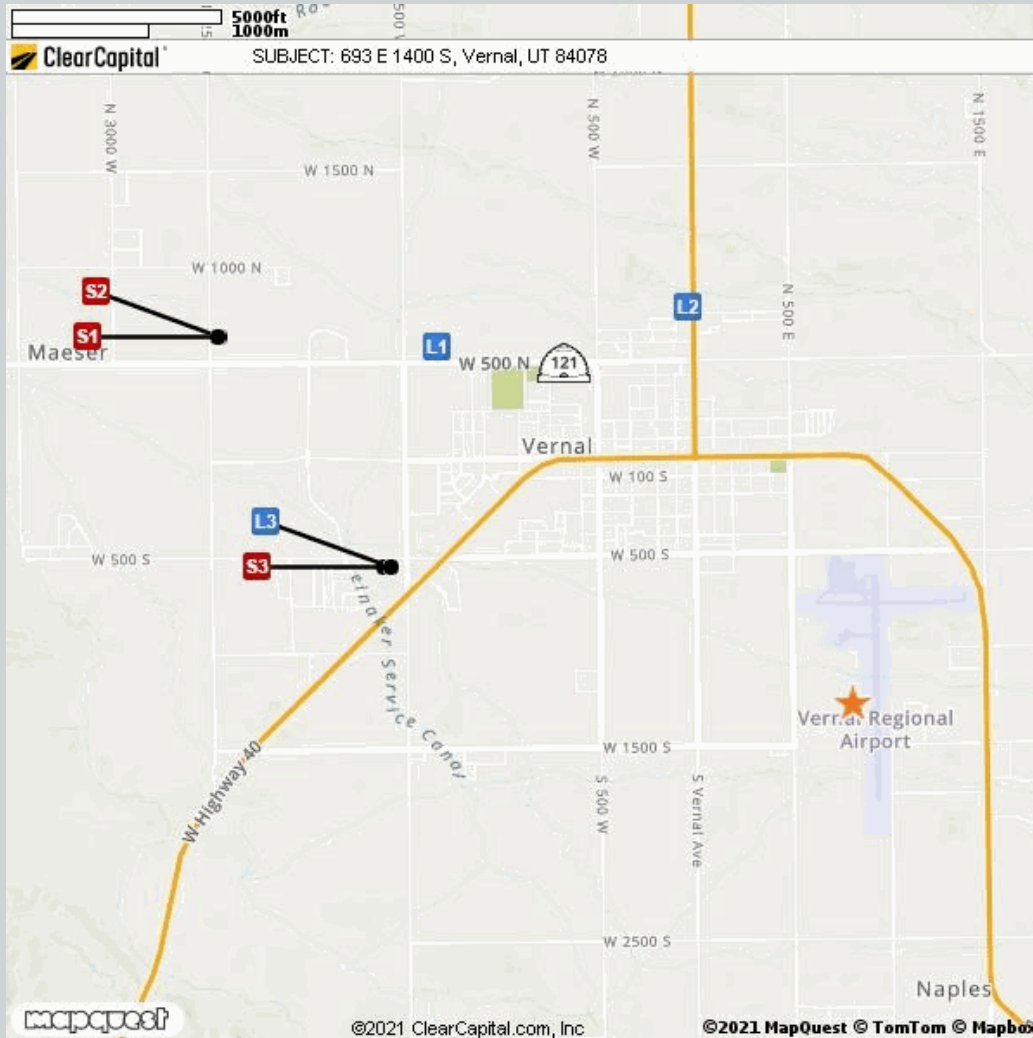 5000ft
1000m
ClearCapital
SUBJECT: 693 E 1400 S, Vernal, UT 84078
N 3000 W
N 500 W
N 1500 E
W 1500 N
W 1000 N
S2
N 500 E
L2
S1
Maeser
L1
W 500 N
121
Vernal
W 100 S
L3
W 500 S
W 500 S
S3
einaker Service Canal
Vernal Regional
Airport
W 1500 S
W Highway 40
S 500 W
S Vernal Ave
W 2500 S
Naples
mapquest
©2021 ClearCapital.com, Inc
©2021 MapQuest © TomTom © Mapbox